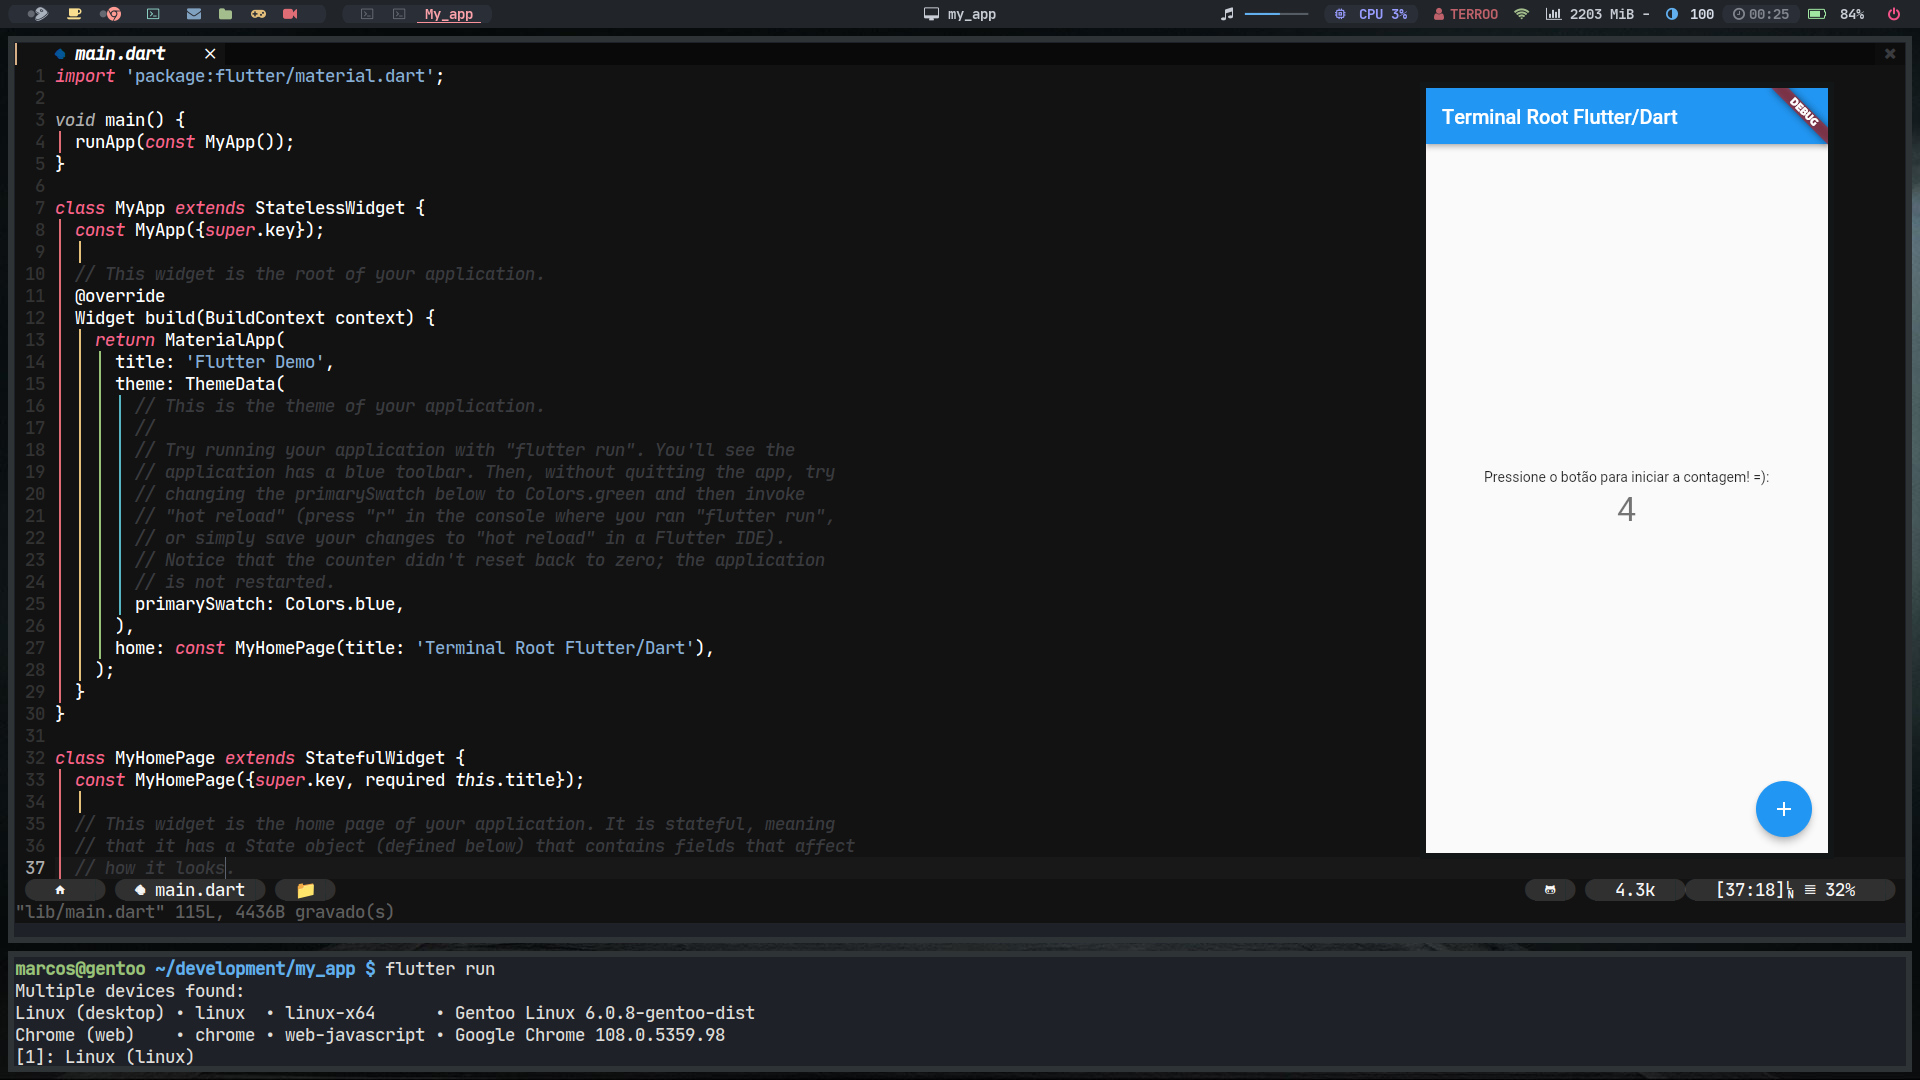 My_app
my_app
CPU 3%
TERROO
2203 MiB -
100
00:25
84%
main.dart
1 import 'package:flutter/material.dart';
2
3 void main() {
4 runApp(const MyApp());
5 }
6
7 class MyApp extends StatelessWidget {
8 const MyApp({super.key});
9
10 // This widget is the root of your application.
11 @override
12 Widget build(BuildContext context) {
13 return MaterialApp(
14 title: 'Flutter Demo',
15 theme: ThemeData(
16 // This is the theme of your application.
17 //
18 // Try running your application with "flutter run". You'll see the
19 // application has a blue toolbar. Then, without quitting the app, try
20 // changing the primarySwatch below to Colors.green and then invoke
21 // "hot reload" (press "r" in the console where you ran "flutter run",
22 // or simply save your changes to "hot reload" in a Flutter IDE).
23 // Notice that the counter didn't reset back to zero; the application
24 // is not restarted.
25 primarySwatch: Colors.blue,
26 ),
27 home: const MyHomePage(title: 'Terminal Root Flutter/Dart'),
28 );
29 }
30 }
31
32 class MyHomePage extends StatefulWidget {
33 const MyHomePage({super.key, required this.title});
34
35 // This widget is the home page of your application. It is stateful, meaning
36 // that it has a State object (defined below) that contains fields that affect
37 // how it looks.
Terminal Root Flutter/Dart
DEBUG
Pressione o botão para iniciar a contagem! =):
4
+
main.dart
4.3k
[37:18] LN ≡ 32%
"lib/main.dart" 115L, 4436B gravado(s)
marcos@gentoo ~/development/my_app $ flutter run
Multiple devices found:
Linux (desktop) • linux • linux-x64 • Gentoo Linux 6.0.8-gentoo-dist
Chrome (web) • chrome • web-javascript • Google Chrome 108.0.5359.98
[1]: Linux (linux)